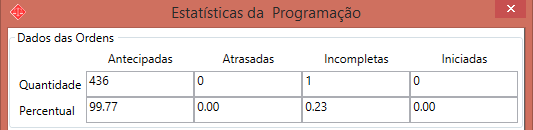 Estatísticas da Programação
Dados das Ordens
Antecipadas Atrasadas Incompletas Iniciadas
Quantidade 436 0 1 0
Percentual 99.77 0.00 0.23 0.00